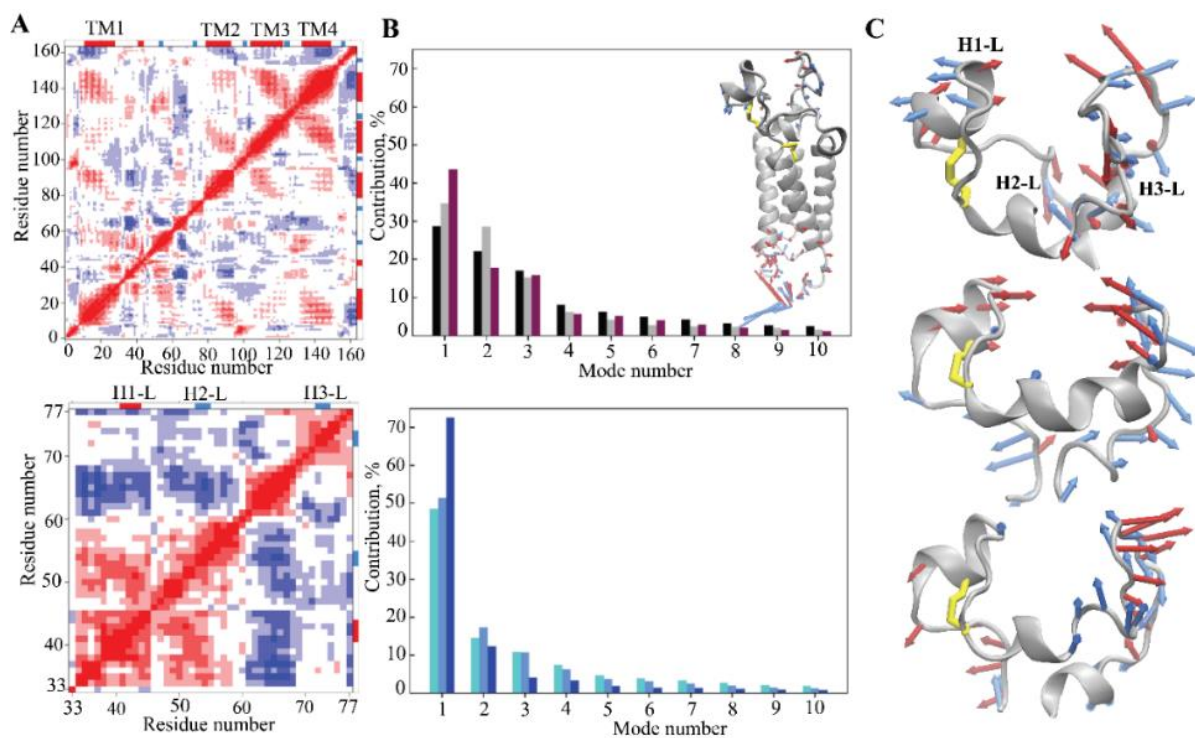 A
TM1 TM2 TM3 TM4
160
140
120
100
80
60
40
20
0
Residue number
0 20 40 60 80 100 120 140 160
Residue number
B
70
60
50
40
30
20
10
0
Contribution, %
1 2 3 4 5 6 7 8 9 10
Mode number
C
H1-L
H2-L
H3-L
H1-L H2-L H3-L
77
70
60
50
40
33
Residue number
33 40 50 60 70 77
Residue number
70
60
50
40
30
20
10
0
Contribution, %
1 2 3 4 5 6 7 8 9 10
Mode number